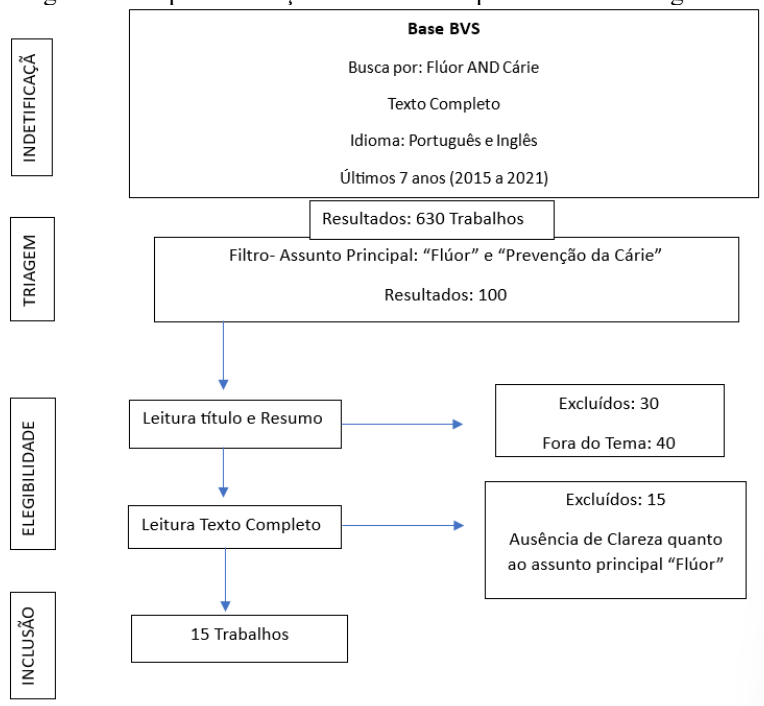 INDETIFICAÇÃ
Base BVS
Busca por: Flúor AND Cárie
Texto Completo
Idioma: Português e Inglês
Últimos 7 anos (2015 a 2021)
TRIAGEM
Resultados: 630 Trabalhos
Filtro- Assunto Principal: “Flúor” e “Prevenção da Cárie”
Resultados: 100
ELEGIBILIDADE
Leitura título e Resumo
Excluídos: 30
Fora do Tema: 40
Leitura Texto Completo
Excluídos: 15
Ausência de Clareza quanto
ao assunto principal “Flúor”
INCLUSÃO
15 Trabalhos